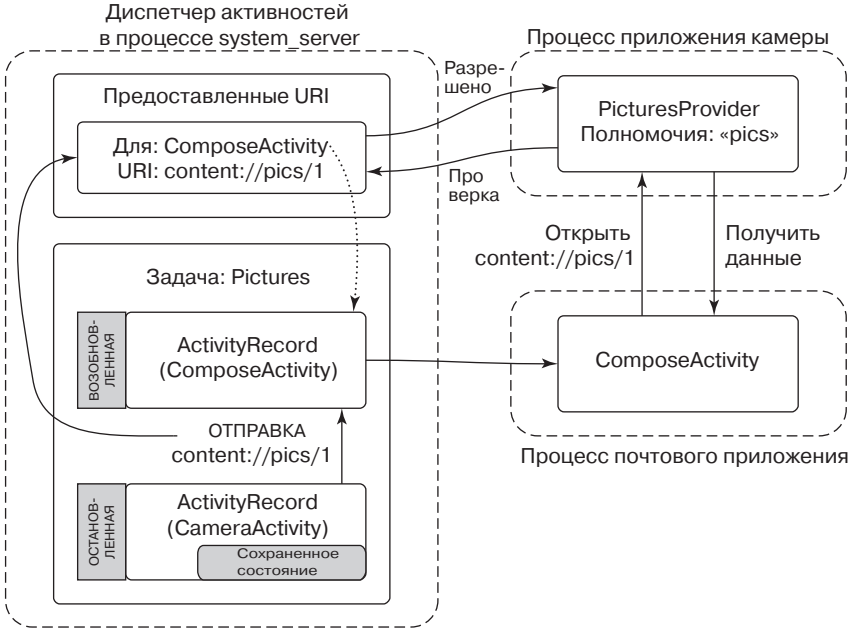 Диспетчер активностей
в процессе system_server
Процесс приложения камеры
Предоставленные URI
Для: ComposeActivity
URI: content://pics/1
Разре-
шено
Про
верка
PicturesProvider
Полномочия: «pics»
Открыть
content://pics/1
Получить
данные
Задача: Pictures
ВОЗОБНОВ-
ЛЕННАЯ
ActivityRecord
(ComposeActivity)
ComposeActivity
ОТПРАВКА
content://pics/1
Процесс почтового приложения
ОСТАНОВ-
ЛЕННАЯ
ActivityRecord
(CameraActivity)
Сохраненное
состояние